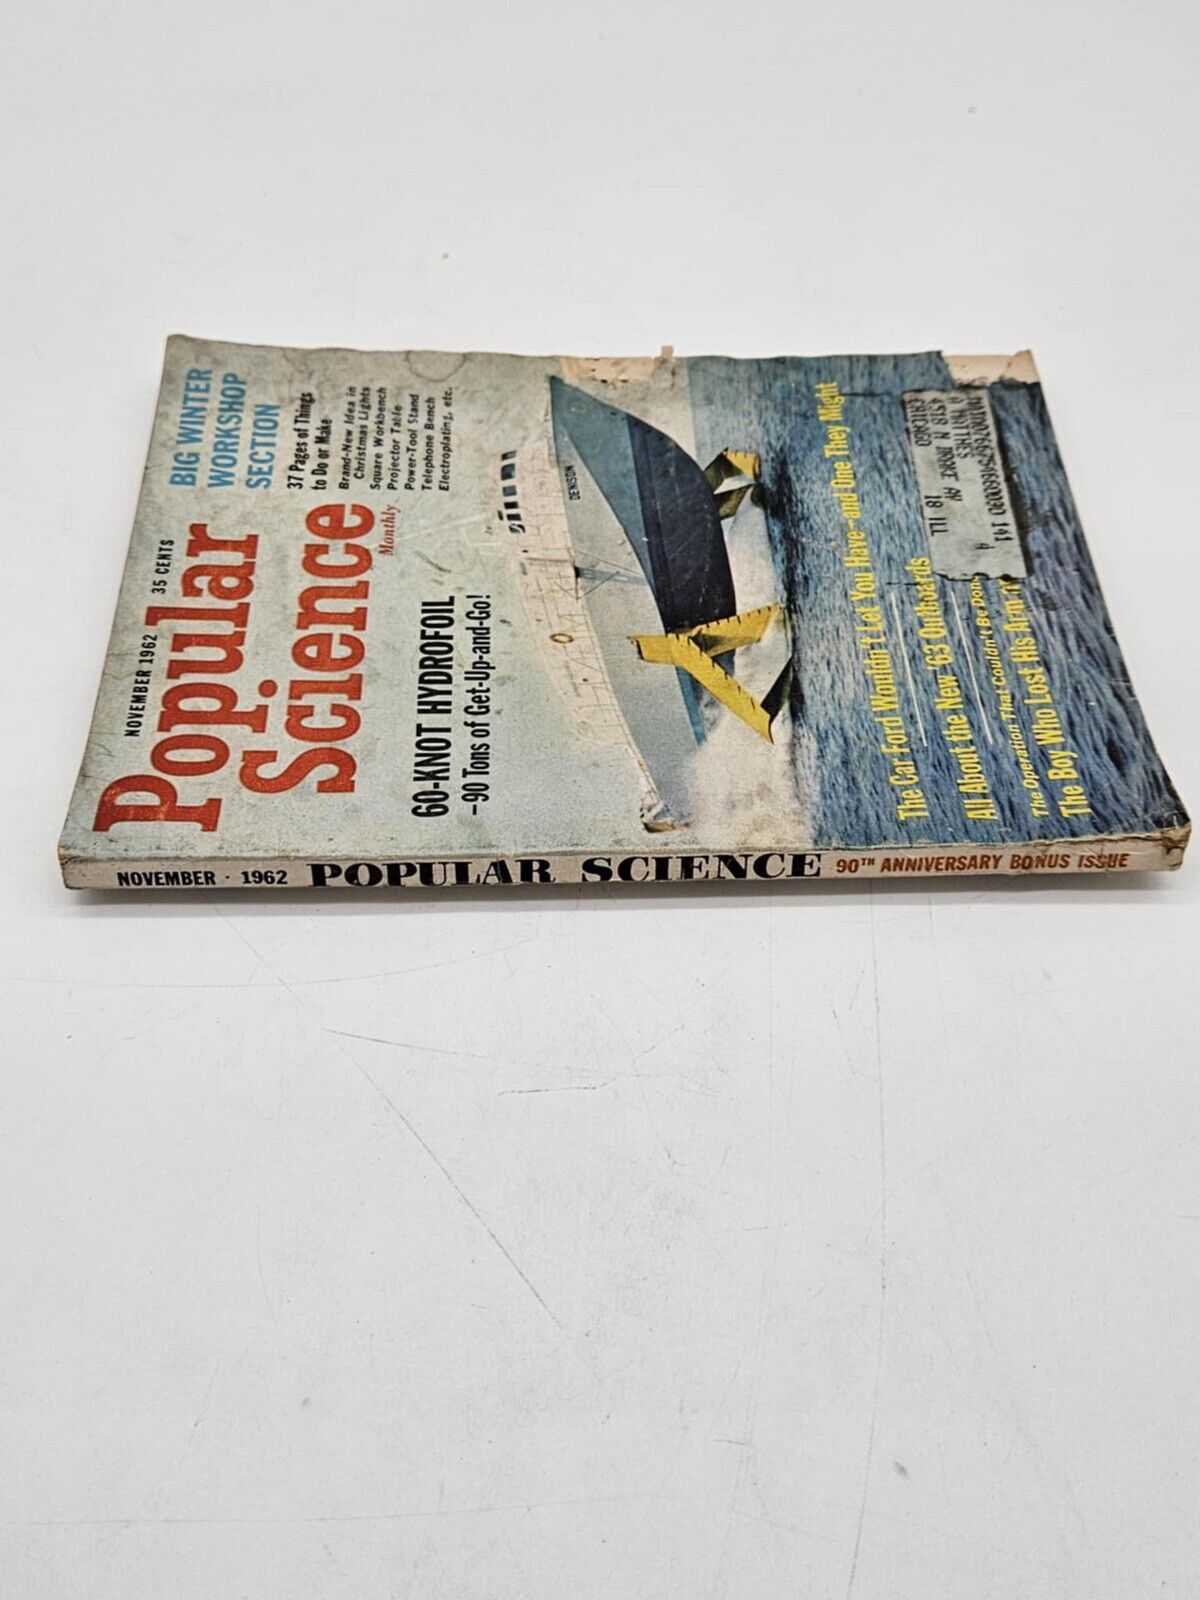 NOVEMBER 1962 35 CENTS
Popular
Science
Monthly
BIG WINTER
WORKSHOP
SECTION
37 Pages of Things
to Do or Make
Brand-New Idea in
Christmas Lights
Square Workbench
Projector Table
Power-Tool Stand
Telephone Bench
Electroplating, etc.
60-KNOT HYDROFOIL
-90 Tons of Get-Up-and-Go!
DENISON
The Car Ford Wouldn't Let You Have-and One They Might
All About the New '63 Outboards
The Operation That Couldn't Be Done
The Boy Who Lost His Arm
4518 N
CHICAGO
18 ILL
NOVEMBER · 1962 POPULAR SCIENCE 90TH ANNIVERSARY BONUS ISSUE